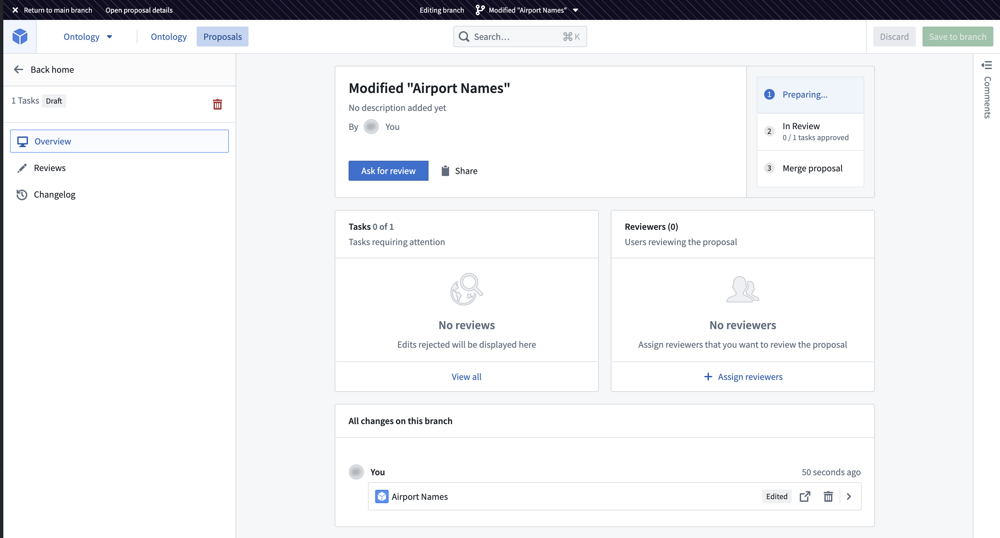 Return to main branch Open proposal details Editing branch Modified "Airport Names"
Ontology Ontology Proposals Search… ⌘ K Discard Save to branch
Back home
1 Tasks Draft
Overview
Reviews
Changelog
Modified "Airport Names"
No description added yet
By You
Ask for review Share
1 Preparing...
2 In Review
0 / 1 tasks approved
3 Merge proposal
Comments
Tasks 0 of 1
Tasks requiring attention
No reviews
Edits rejected will be displayed here
View all
Reviewers (0)
Users reviewing the proposal
No reviewers
Assign reviewers that you want to review the proposal
Assign reviewers
All changes on this branch
You 50 seconds ago
Airport Names Edited